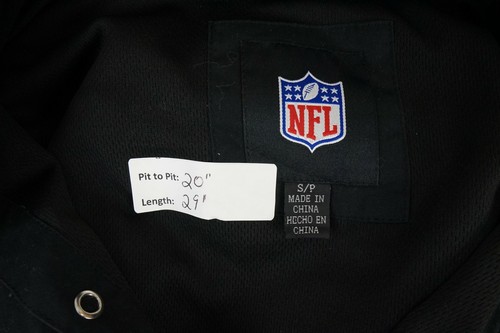 NFL
Pit to Pit: 20"
Length: 29"
S/P
MADE IN
CHINA
HECHO EN
CHINA